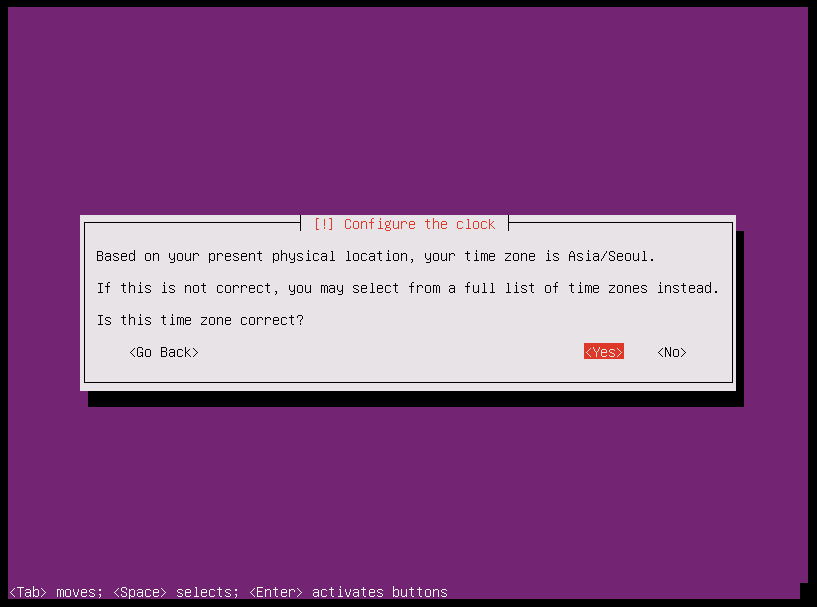 [!] Configure the clock
Based on your present physical location, your time zone is Asia/Seoul.
If this is not correct, you may select from a full list of time zones instead.
Is this time zone correct?
<Go Back> <Yes> <No>
<Tab> moves; <Space> selects; <Enter> activates buttons